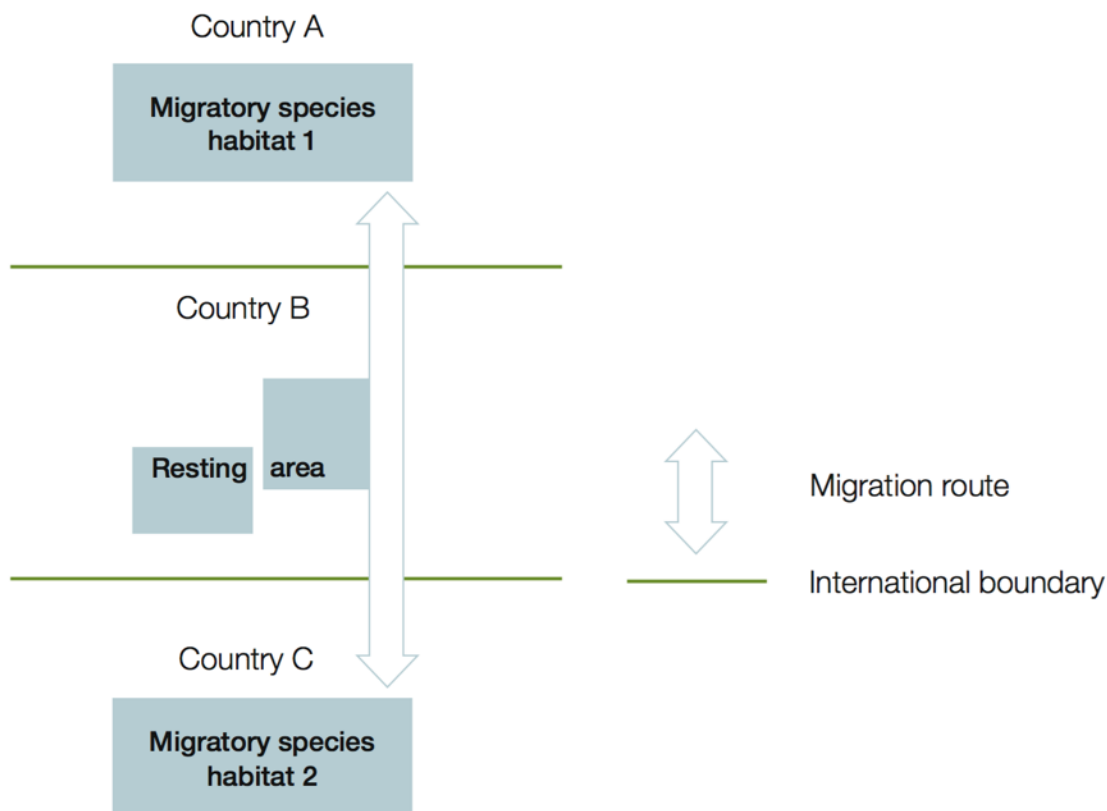 Country A
Migratory species
habitat 1
Country B
Resting area
Migration route
International boundary
Country C
Migratory species
habitat 2